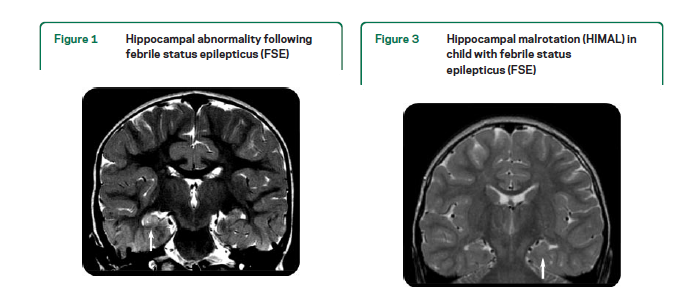 Figure 1
Hippocampal abnormality following
febrile status epilepticus (FSE)
Figure 3
Hippocampal malrotation (HIMAL) in
child with febrile status
epilepticus (FSE)